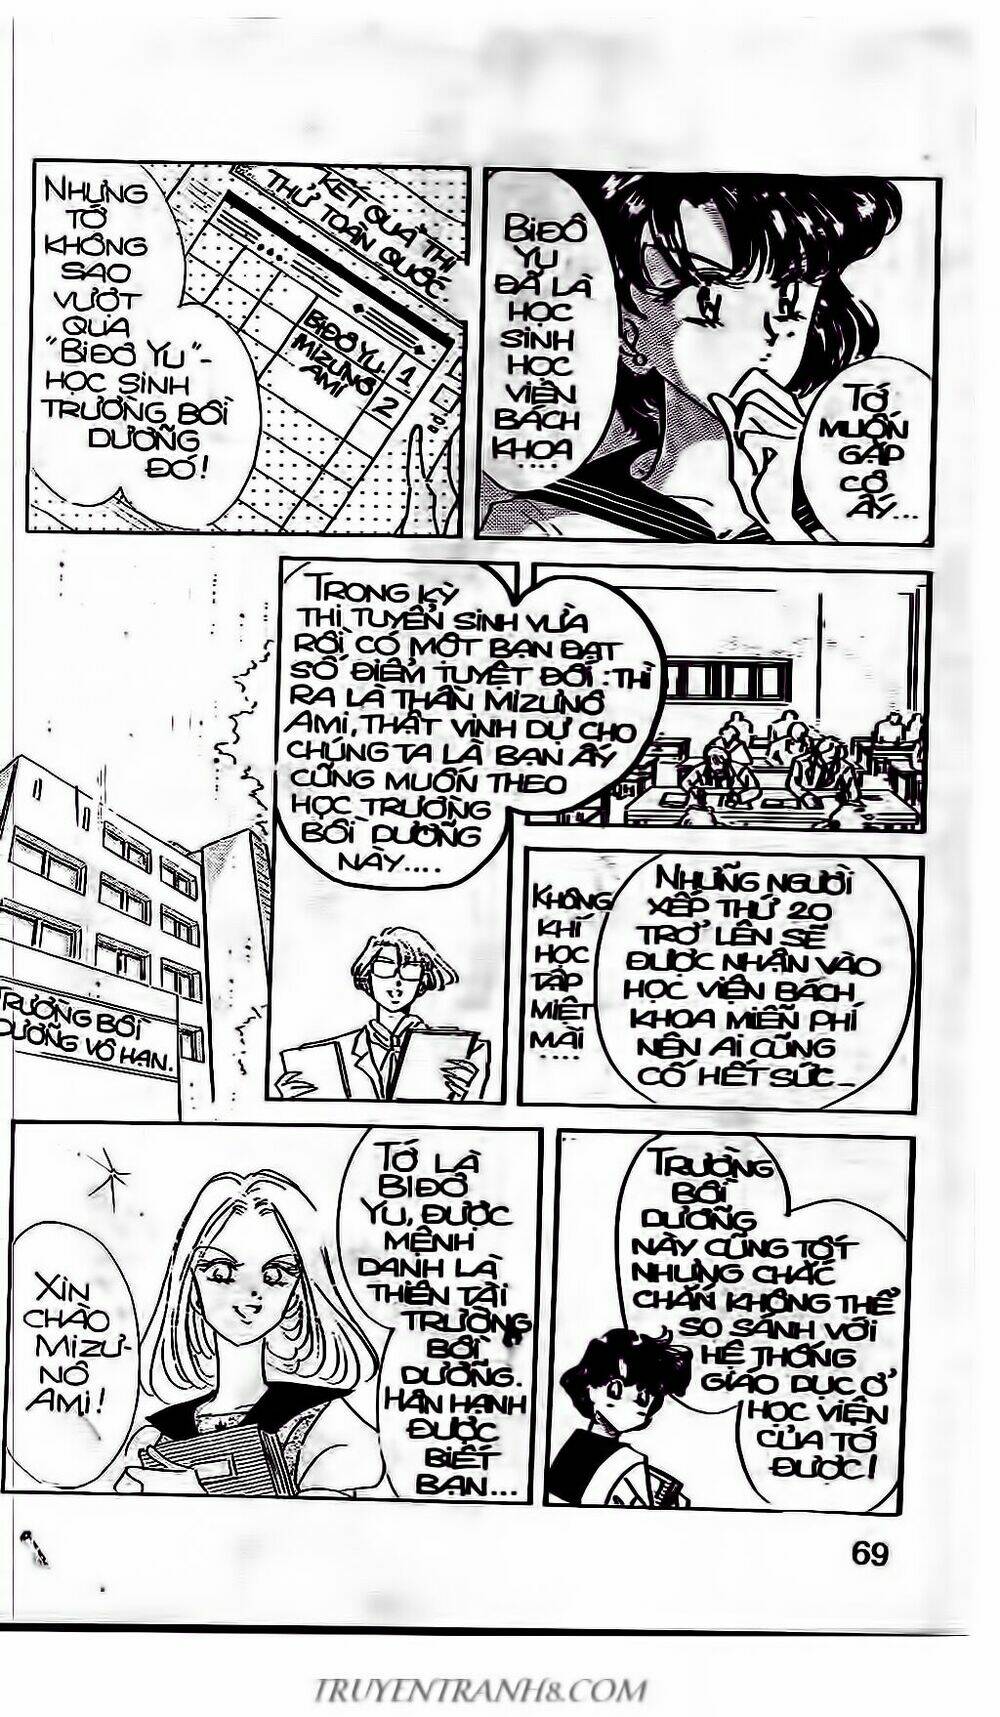 NHƯNG
TỚ
KHÔNG
SAO
VƯỢT
QUA
"BIĐÔ YU"-
HỌC SINH
TRƯỜNG BỒI
DƯỠNG
ĐÓ!
KẾT QUẢ THI
THỬ TOÀN QUỐC
BIĐÔ YU 1
MIZUNÔ
AMI 2
BIĐÔ
YU
ĐÃ LÀ
HỌC
SINH
HỌC
VIỆN
BÁCH
KHOA
.....
TỚ
MUỐN
GẶP
CÔ
ẤY...
TRONG KỲ
THI TUYỂN SINH VỪA
RỒI CÓ MỘT BẠN ĐẠT
SỐ ĐIỂM TUYỆT ĐỐI: THÌ
RA LÀ THẦN MIZUNÔ
AMI, THẬT VINH DỰ CHO
CHÚNG TA LÀ BẠN ẤY
CŨNG MUỐN THEO
HỌC TRƯỜNG
BỒI DƯỠNG
NÀY....
TRƯỜNG BỒI
DƯỠNG VÔ HẠN.
KHÔNG
KHÍ
HỌC
TẬP
MIỆT
MÀI
....
NHỮNG NGƯỜI
XẾP THỨ 20
TRỞ LÊN SẼ
ĐƯỢC NHẬN VÀO
HỌC VIỆN BÁCH
KHOA MIỄN PHÍ
NÊN AI CŨNG
CỐ HẾT SỨC_
XIN
CHÀO
MIZU-
NÔ
AMI!
TỚ LÀ
BIĐÔ
YU, ĐƯỢC
MỆNH
DANH LÀ
THIÊN TÀI
TRƯỜNG
BỒI
DƯỠNG.
HÂN HẠNH
ĐƯỢC
BIẾT
BẠN...
TRƯỜNG
BỒI
DƯỠNG
NÀY CŨNG TỐT
NHƯNG CHẮC
CHẮN KHÔNG THỂ
SO SÁNH VỚI
HỆ THỐNG
GIÁO DỤC Ở
HỌC VIỆN
CỦA TỚ
ĐƯỢC!
69
TRUYENTRANH8.COM